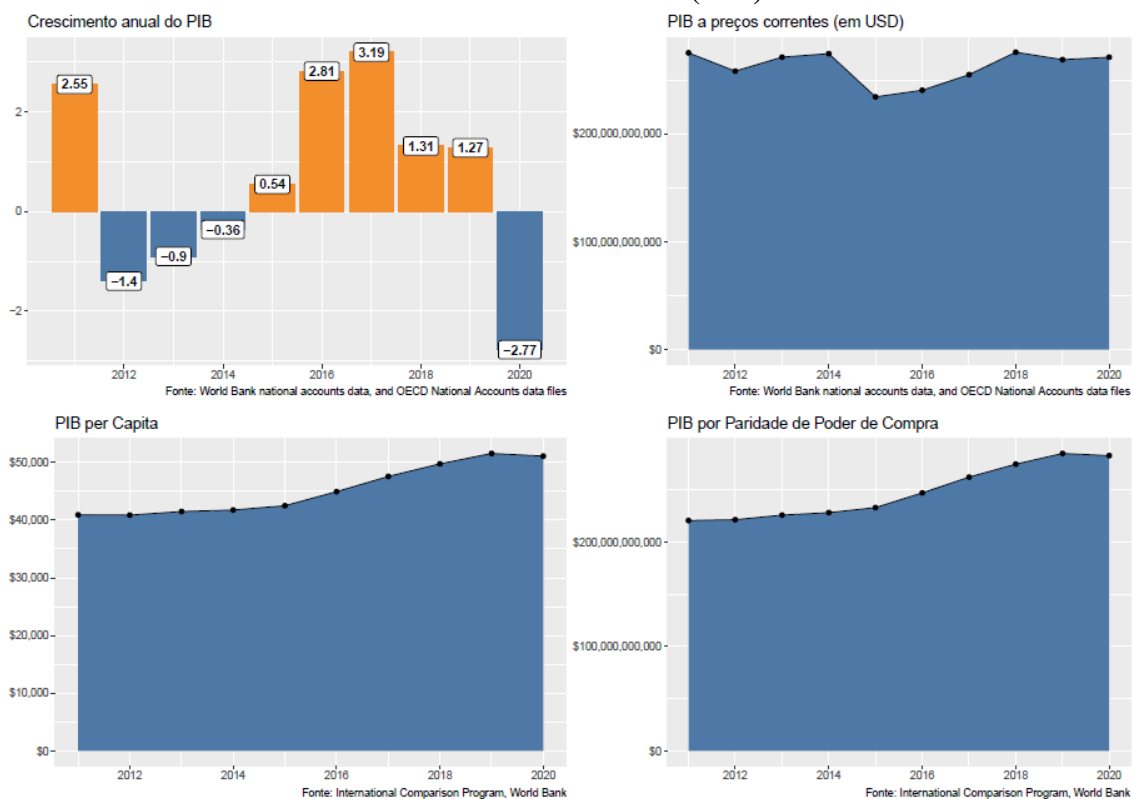 Crescimento anual do PIB
2.55
−1.4
−0.9
−0.36
0.54
2.81
3.19
1.31
1.27
−2.77
2
0
−2
2012 2014 2016 2018 2020
Fonte: World Bank national accounts data, and OECD National Accounts data files
PIB a preços correntes (em USD)
$200,000,000,000
$100,000,000,000
$0
2012 2014 2016 2018 2020
Fonte: World Bank national accounts data, and OECD National Accounts data files
PIB per Capita
$50,000
$40,000
$30,000
$20,000
$10,000
$0
2012 2014 2016 2018 2020
Fonte: International Comparison Program, World Bank
PIB por Paridade de Poder de Compra
$200,000,000,000
$100,000,000,000
$0
2012 2014 2016 2018 2020
Fonte: International Comparison Program, World Bank